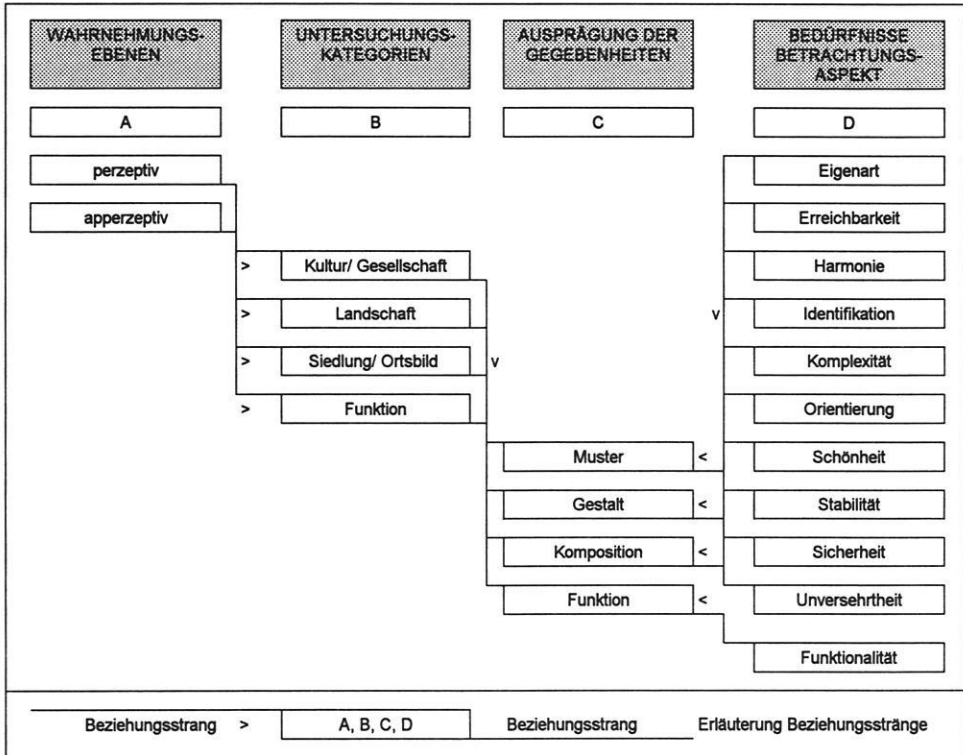 WAHRNEHMUNGS-
EBENEN
UNTERSUCHUNGS-
KATEGORIEN
AUSPRÄGUNG DER
GEGEBENHEITEN
BEDÜRFNISSE
BETRACHTUNGS-
ASPEKT
A B C D
perzeptiv Eigenart
apperzeptiv Erreichbarkeit
> Kultur/ Gesellschaft Harmonie
> Landschaft v Identifikation
> Siedlung/ Ortsbild v Komplexität
> Funktion Orientierung
Muster < Schönheit
Gestalt < Stabilität
Komposition < Sicherheit
Funktion < Unversehrtheit
Funktionalität
Beziehungsstrang > A, B, C, D Beziehungsstrang Erläuterung Beziehungsstränge